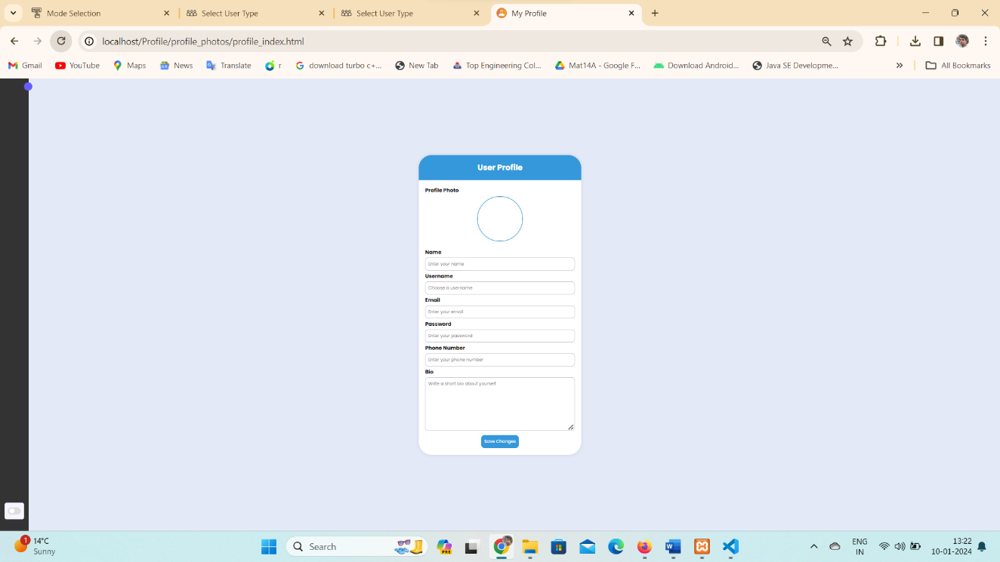 Mode Selection
Select User Type
Select User Type
My Profile
localhost/Profile/profile_photos/profile_index.html
Gmail
YouTube
Maps
News
Translate
r
download turbo c+...
New Tab
Top Engineering Col...
Mat14A - Google F...
Download Android...
Java SE Developme...
All Bookmarks
User Profile
Profile Photo
Name
Enter your name
Username
Choose a username
Email
Enter your email
Password
Enter your password
Phone Number
Enter your phone number
Bio
Write a short bio about yourself
Save Changes
1
14°C
Sunny
Search
PRE
ENG
IN
13:22
10-01-2024